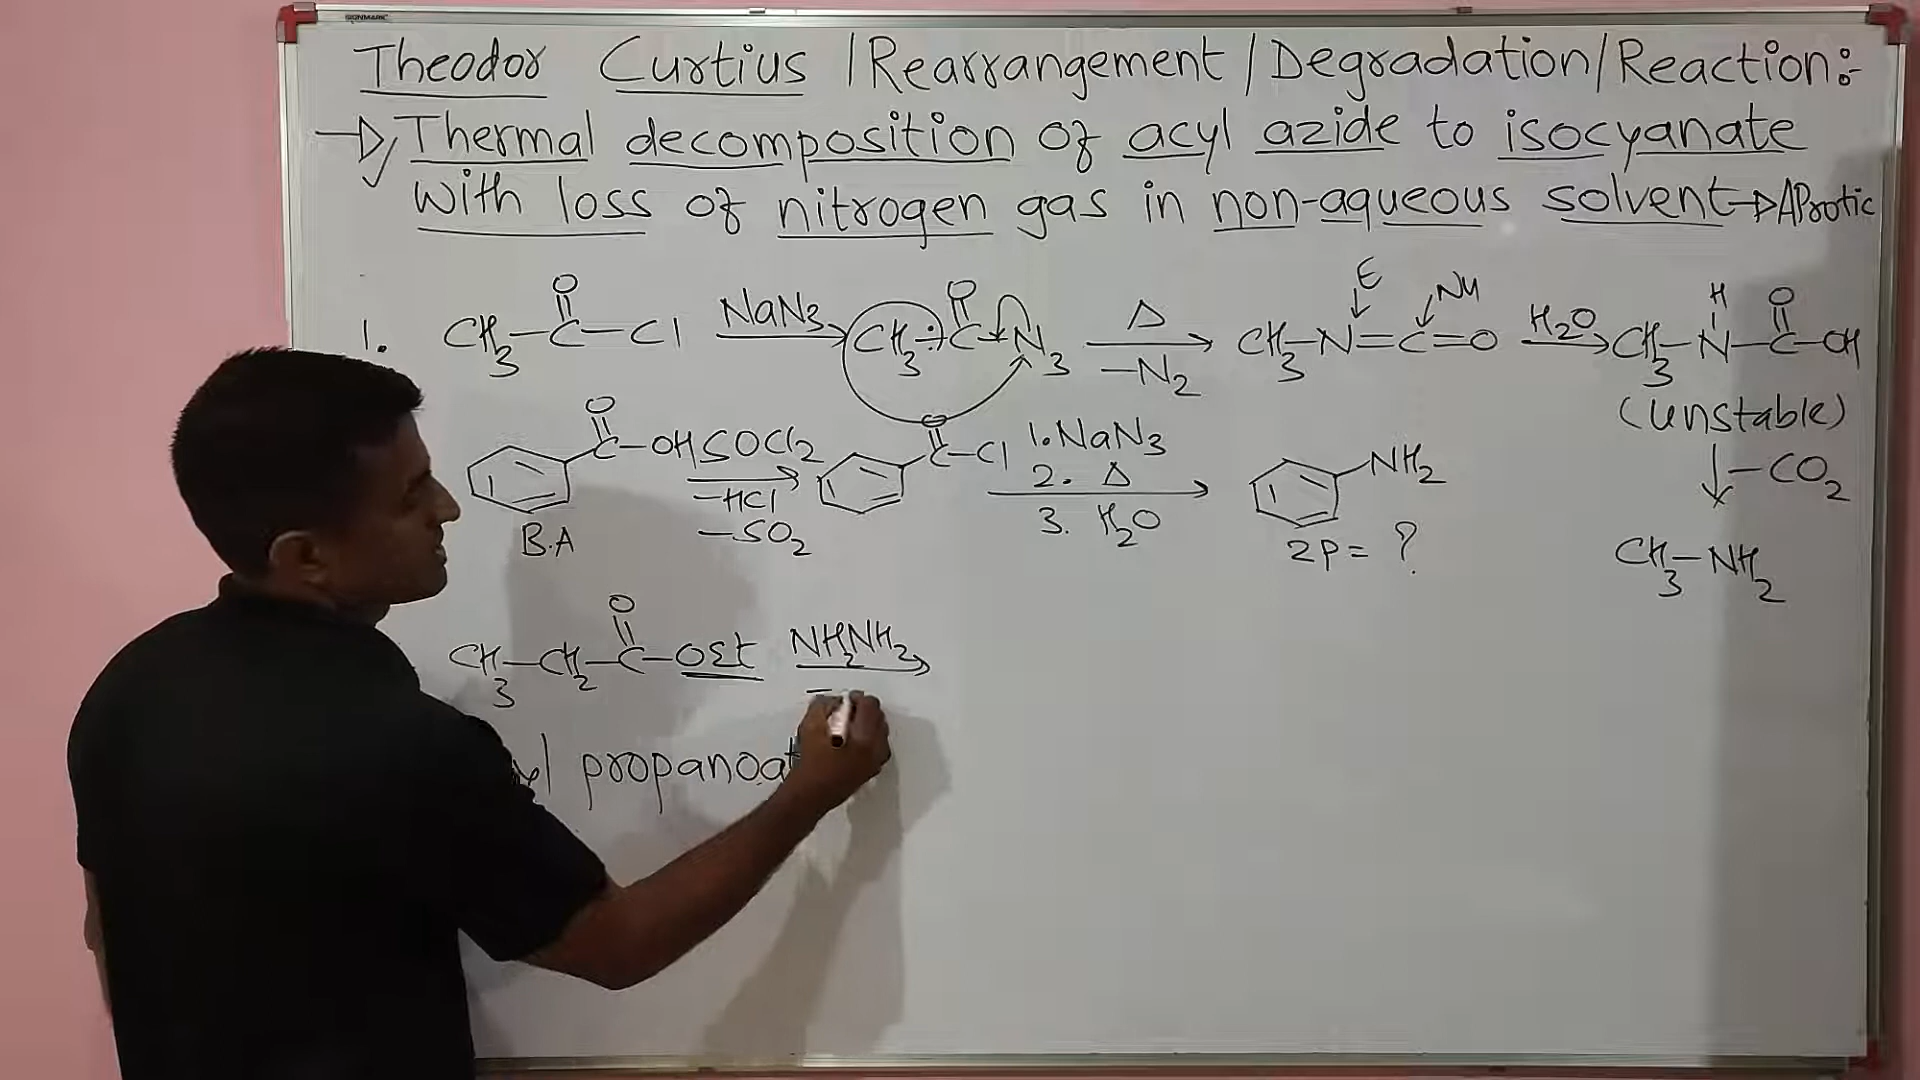 SIGNMARK
Theodor Curtius /Rearrangement/Degradation/Reaction:-
→ Thermal decomposition of acyl azide to isocyanate
with loss of nitrogen gas in non-aqueous solvent → AProtic
1. CH3-C(=O)-Cl NaN3 → CH3÷C(=O)-N3 Δ → -N2 CH3-N=C=O E Nu H2O → CH3-N(H)-C(=O)-OH
(unstable)
↓ -CO2
CH3-NH2
C(=O)-OH SOCl2 → -HCl -SO2 C(=O)-Cl 1. NaN3 2. Δ → 3. H2O NH2
B.A 2P = ?
CH3-CH2-C(=O)-OEt NH2NH2 →
propanoat